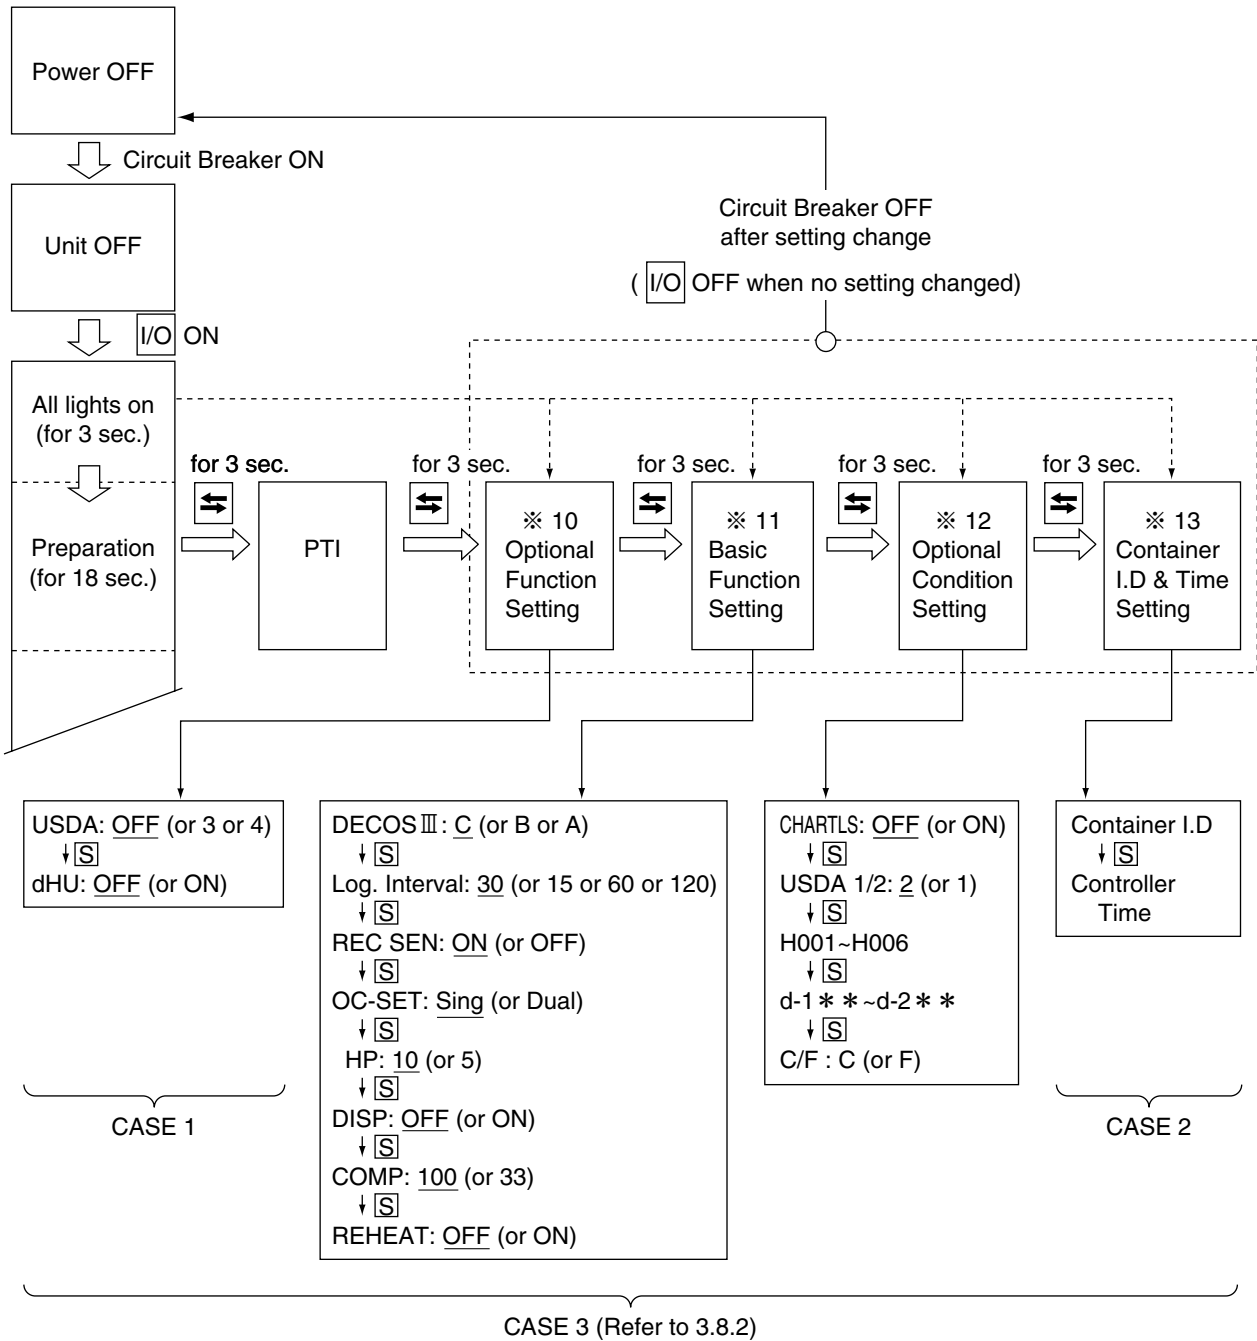 Power OFF
Circuit Breaker ON
Unit OFF
Circuit Breaker OFF
after setting change
( I/O OFF when no setting changed)
I/O ON
All lights on
(for 3 sec.)
Preparation
(for 18 sec.)
for 3 sec.
PTI
for 3 sec.
※ 10
Optional
Function
Setting
for 3 sec.
※ 11
Basic
Function
Setting
for 3 sec.
※ 12
Optional
Condition
Setting
for 3 sec.
※ 13
Container
I.D & Time
Setting
USDA: OFF (or 3 or 4)
↓ S
dHU: OFF (or ON)
CASE 1
DECOSⅢ: C (or B or A)
↓ S
Log. Interval: 30 (or 15 or 60 or 120)
↓ S
REC SEN: ON (or OFF)
↓ S
OC-SET: Sing (or Dual)
↓ S
HP: 10 (or 5)
↓ S
DISP: OFF (or ON)
↓ S
COMP: 100 (or 33)
↓ S
REHEAT: OFF (or ON)
CHARTLS: OFF (or ON)
↓ S
USDA 1/2: 2 (or 1)
↓ S
H001~H006
↓ S
d-1＊＊~d-2＊＊
↓ S
C/F : C (or F)
Container I.D
↓ S
Controller
Time
CASE 2
CASE 3 (Refer to 3.8.2)